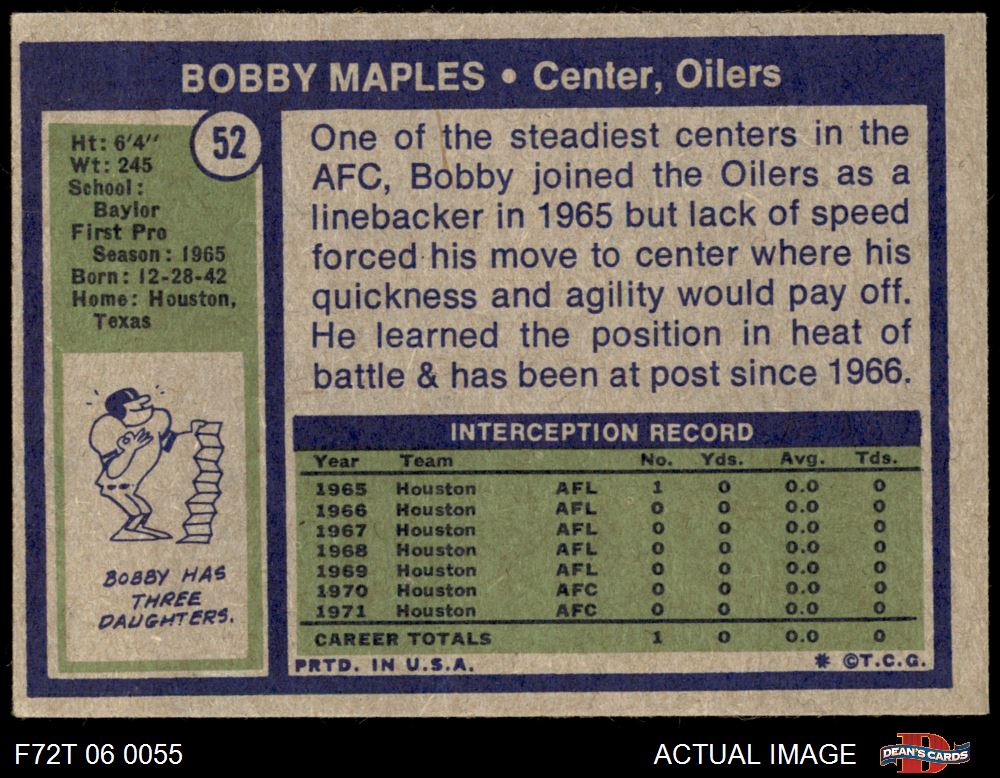 BOBBY MAPLES • Center, Oilers
52
Ht: 6'4''
Wt: 245
School:
Baylor
First Pro
Season: 1965
Born: 12-28-42
Home: Houston,
Texas
BOBBY HAS
THREE
DAUGHTERS.
One of the steadiest centers in the
AFC, Bobby joined the Oilers as a
linebacker in 1965 but lack of speed
forced his move to center where his
quickness and agility would pay off.
He learned the position in heat of
battle & has been at post since 1966.
INTERCEPTION RECORD
Year Team No. Yds. Avg. Tds.
1965 Houston AFL 1 0 0.0 0
1966 Houston AFL 0 0 0.0 0
1967 Houston AFL 0 0 0.0 0
1968 Houston AFL 0 0 0.0 0
1969 Houston AFL 0 0 0.0 0
1970 Houston AFC 0 0 0.0 0
1971 Houston AFC 0 0 0.0 0
CAREER TOTALS 1 0 0.0 0
PRTD. IN U.S.A. * ©T.C.G.
F72T 06 0055 ACTUAL IMAGE D DEAN'S CARDS